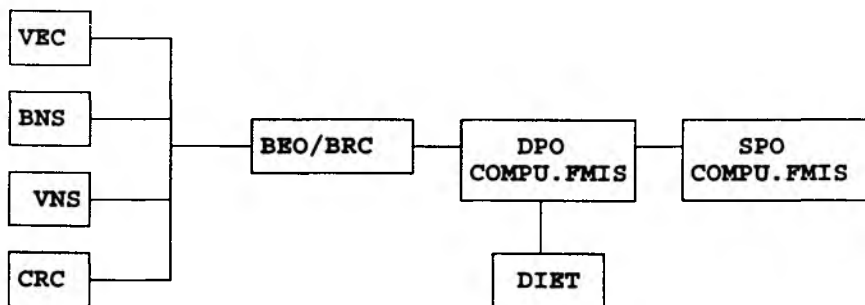 VEC
BNS
VNS
CRC
BEO/BRC
DPO
COMPU.FMIS
SPO
COMPU.FMIS
DIET